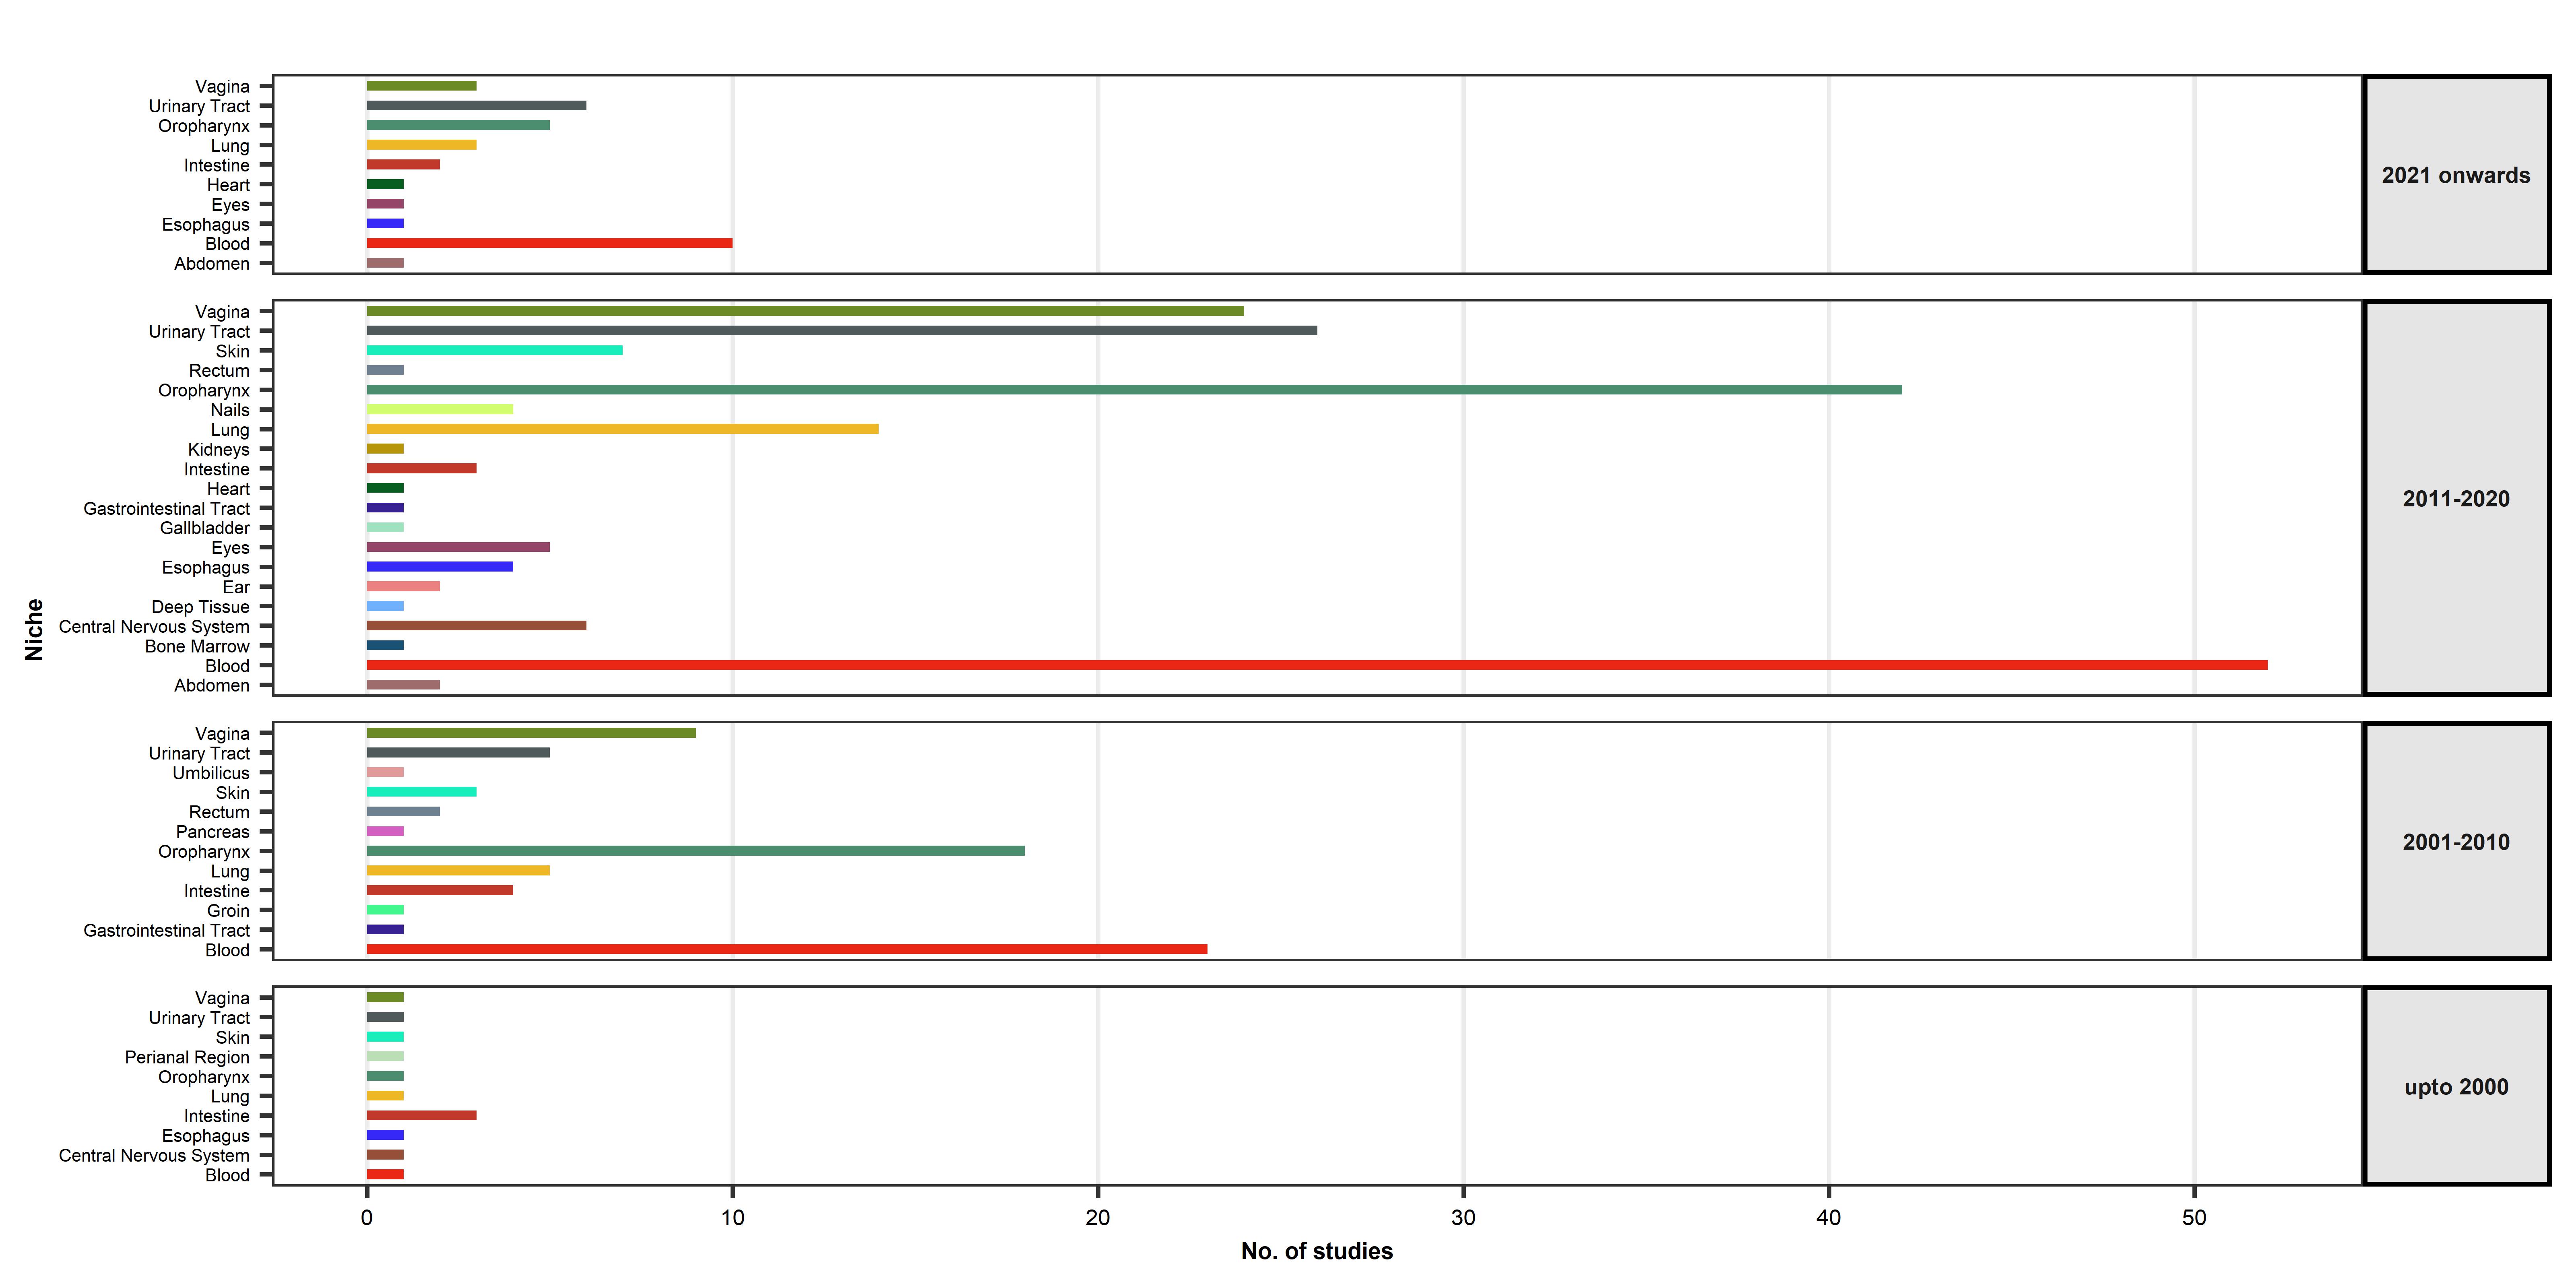 Vagina
Urinary Tract
Oropharynx
Lung
Intestine
Heart
Eyes
Esophagus
Blood
Abdomen
2021 onwards
Vagina
Urinary Tract
Skin
Rectum
Oropharynx
Nails
Lung
Kidneys
Intestine
Heart
Gastrointestinal Tract
Gallbladder
Eyes
Esophagus
Ear
Deep Tissue
Central Nervous System
Bone Marrow
Blood
Abdomen
2011-2020
Niche
Vagina
Urinary Tract
Umbilicus
Skin
Rectum
Pancreas
Oropharynx
Lung
Intestine
Groin
Gastrointestinal Tract
Blood
2001-2010
Vagina
Urinary Tract
Skin
Perianal Region
Oropharynx
Lung
Intestine
Esophagus
Central Nervous System
Blood
upto 2000
0 10 20 30 40 50
No. of studies